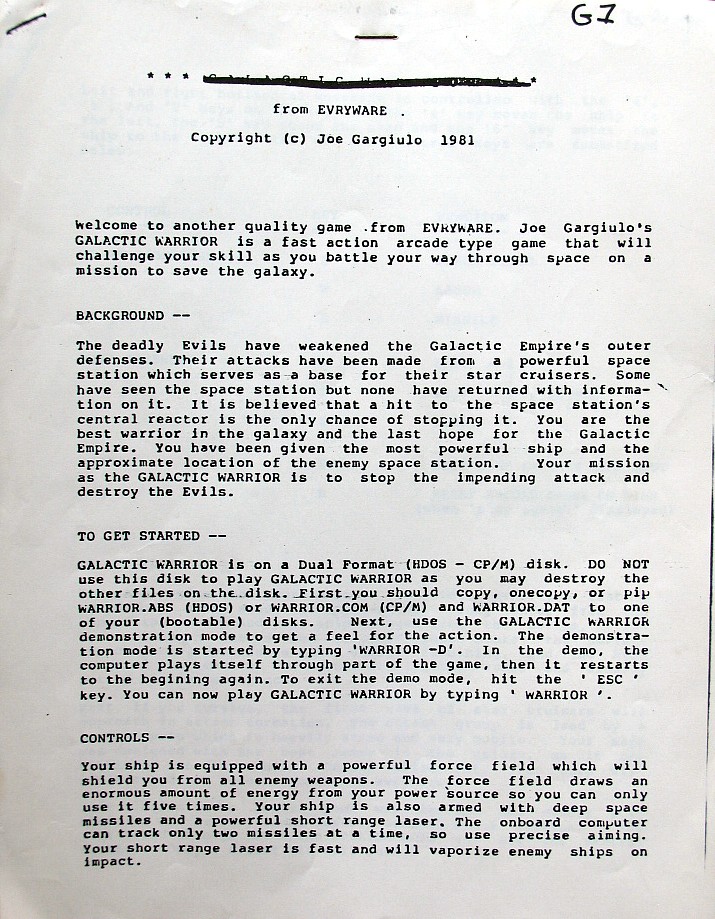 G1
* * * * *
from EVRYWARE .
Copyright (c) Joe Gargiulo 1981
Welcome to another quality game .from EVRYWARE. Joe Gargiulo's
GALACTIC WARRIOR is a fast action arcade type game that will
challenge your skill as you battle your way through space on a
mission to save the galaxy.
BACKGROUND --
The deadly Evils have weakened the Galactic Empire's outer
defenses. Their attacks have been made from a powerful space
station which serves as a base for their star cruisers. Some
have seen the space station but none have returned with informa-
tion on it. It is believed that a hit to the space station's
central reactor is the only chance of stopping it. You are the
best warrior in the galaxy and the last hope for the Galactic
Empire. You have been given the most powerful ship and the
approximate location of the enemy space station. Your mission
as the GALACTIC WARRIOR is to stop the impending attack and
destroy the Evils.
TO GET STARTED --
GALACTIC WARRIOR is on a Dual Format (HDOS - CP/M) disk. DO NOT
use this disk to play GALACTIC WARRIOR as you may destroy the
other files on the disk. First you should copy, onecopy, or pip
WARRIOR.ABS (HDOS) or WARRIOR.COM (CP/M) and WARRIOR.DAT to one
of your (bootable) disks. Next, use the GALACTIC WARRIOR
demonstration mode to get a feel for the action. The demonstra-
tion mode is started by typing 'WARRIOR -D'. In the demo, the
computer plays itself through part of the game, then it restarts
to the begining again. To exit the demo mode, hit the ' ESC '
key. You can now play GALACTIC WARRIOR by typing ' WARRIOR '.
CONTROLS --
Your ship is equipped with a powerful force field which will
shield you from all enemy weapons. The force field draws an
enormous amount of energy from your power source so you can only
use it five times. Your ship is also armed with deep space
missiles and a powerful short range laser. The onboard computer
can track only two missiles at a time, so use precise aiming.
Your short range laser is fast and will vaporize enemy ships on
impact.